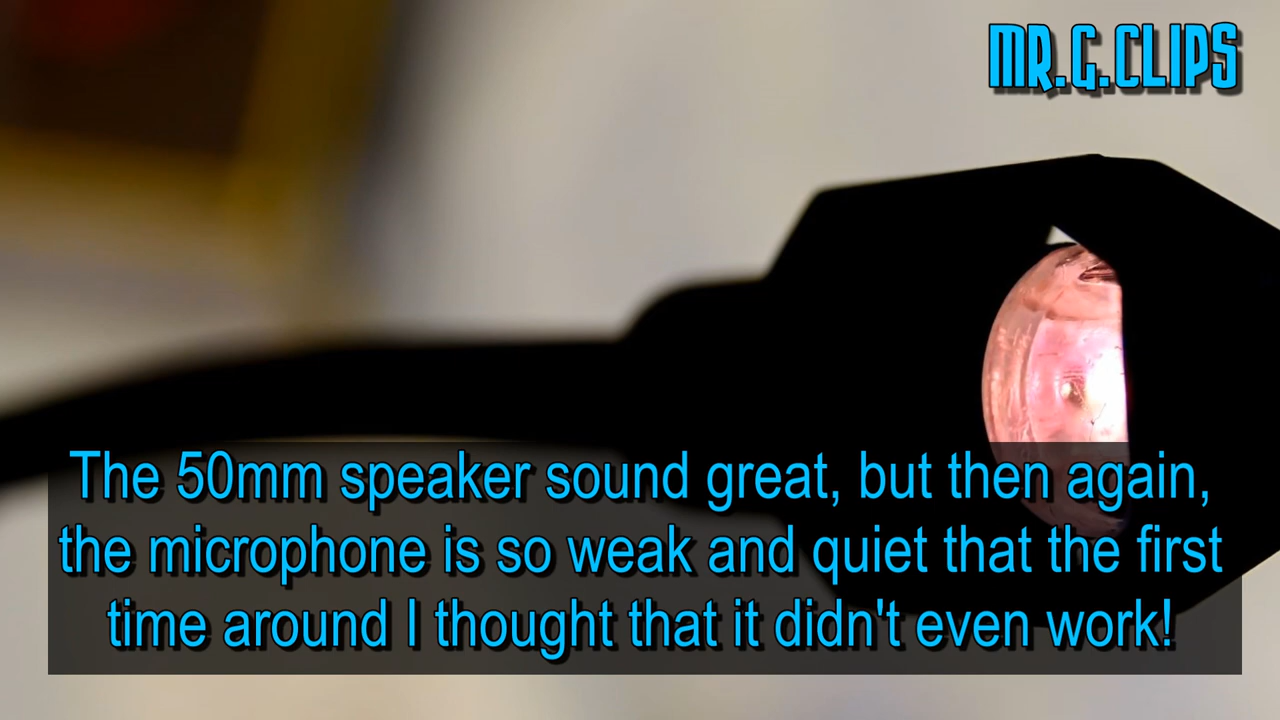 MR.G.CLIPS
The 50mm speaker sound great, but then again,
the microphone is so weak and quiet that the first
time around I thought that it didn't even work!